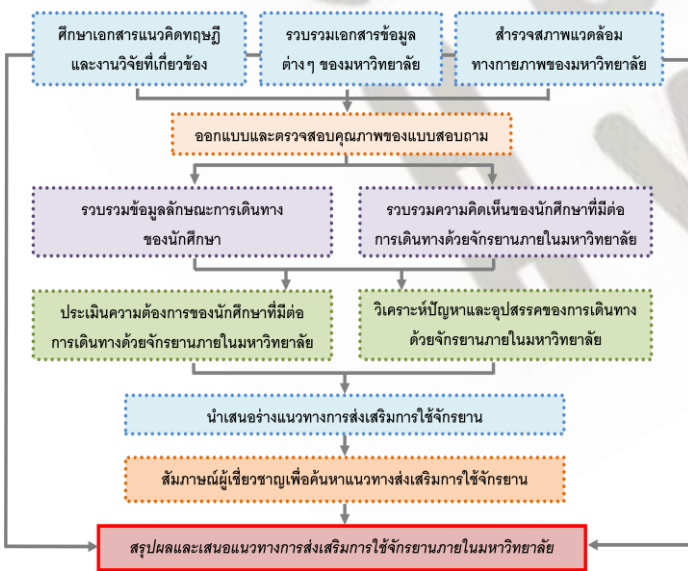 ศึกษาเอกสารแนวคิดทฤษฎี
และงานวิจัยที่เกี่ยวข้อง
รวบรวมเอกสารข้อมูล
ต่างๆ ของมหาวิทยาลัย
สำรวจสภาพแวดล้อม
ทางกายภาพของมหาวิทยาลัย
ออกแบบและตรวจสอบคุณภาพของแบบสอบถาม
รวบรวมข้อมูลลักษณะการเดินทาง
ของนักศึกษา
รวบรวมความคิดเห็นของนักศึกษาที่มีต่อ
การเดินทางด้วยจักรยานภายในมหาวิทยาลัย
ประเมินความต้องการของนักศึกษาที่มีต่อ
การเดินทางด้วยจักรยานภายในมหาวิทยาลัย
วิเคราะห์ปัญหาและอุปสรรคของการเดินทาง
ด้วยจักรยานภายในมหาวิทยาลัย
นำเสนอร่างแนวทางการส่งเสริมการใช้จักรยาน
สัมภาษณ์ผู้เชี่ยวชาญเพื่อค้นหาแนวทางส่งเสริมการใช้จักรยาน
สรุปผลและเสนอแนวทางการส่งเสริมการใช้จักรยานภายในมหาวิทยาลัย